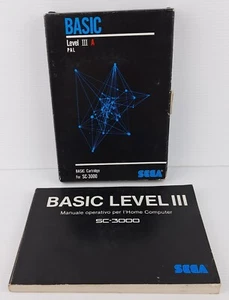 BASIC
Level III A
PAL
BASIC Cartridge
for SC-3000
SEGA
BASIC LEVEL III
Manuale operativo per l'Home Computer
SC-3000
SEGA